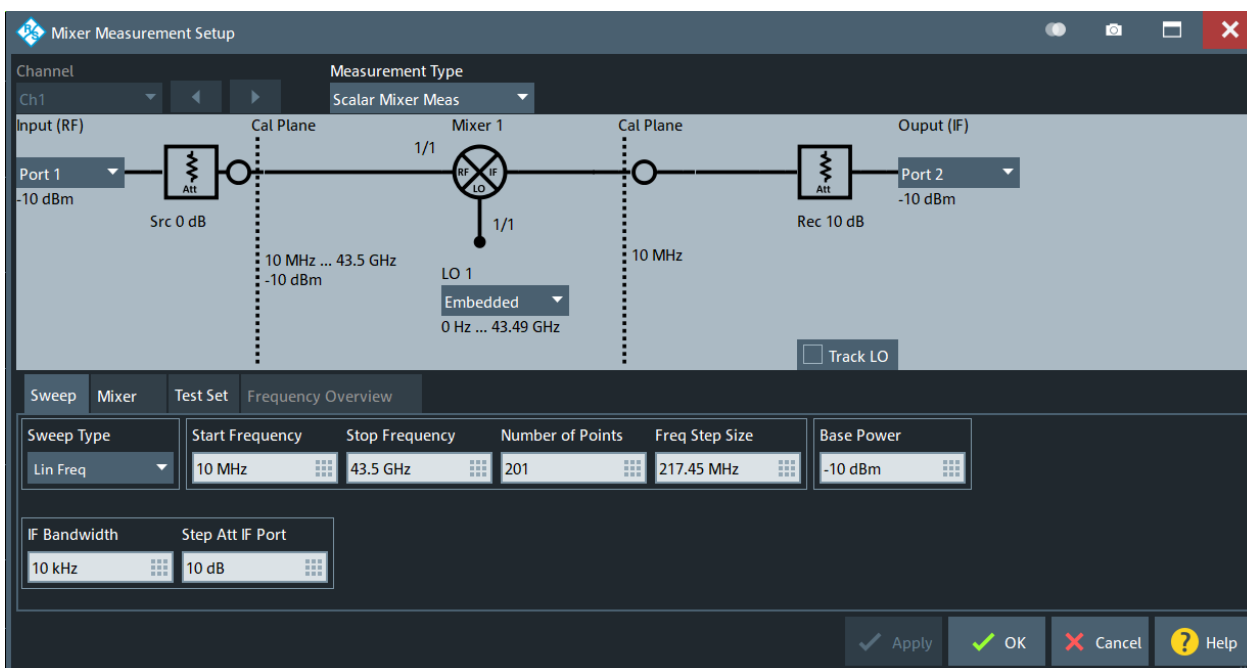 Mixer Measurement Setup
Channel
Measurement Type
Ch1
Scalar Mixer Meas
Input (RF)
Cal Plane
Mixer 1
Cal Plane
Ouput (IF)
1/1
Port 1
Att
RF
IF
LO
Att
Port 2
-10 dBm
-10 dBm
Src 0 dB
1/1
Rec 10 dB
10 MHz ... 43.5 GHz
-10 dBm
10 MHz
LO 1
Embedded
0 Hz ... 43.49 GHz
Track LO
Sweep
Mixer
Test Set
Frequency Overview
Sweep Type
Start Frequency
Stop Frequency
Number of Points
Freq Step Size
Base Power
Lin Freq
10 MHz
43.5 GHz
201
217.45 MHz
-10 dBm
IF Bandwidth
Step Att IF Port
10 kHz
10 dB
Apply
OK
Cancel
? Help